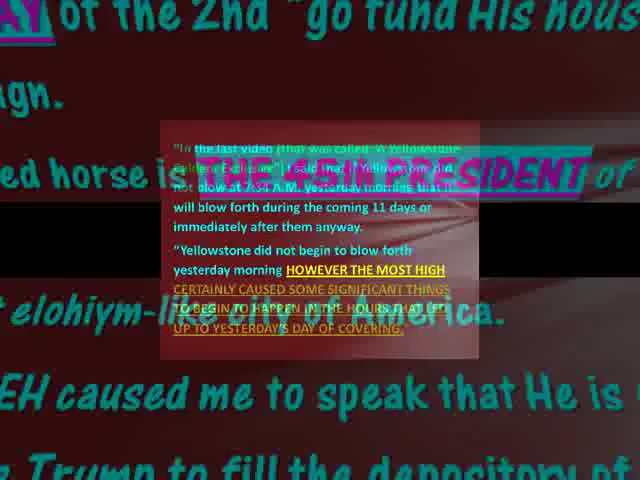 AY of the 2nd "go fund His hous
ign.
ed horse is THE 45th PRESIDENT of
elohiym-like city of America.
EH caused me to speak that He is
Trump to fill the depository of
"In the last video (that was called "A Yellowstone
I said that if Yellowstone did
not blow at 7:34 A.M. yesterday morning that it
will blow forth during the coming 11 days or
immediately after them anyway.
"Yellowstone did not begin to blow forth
yesterday morning HOWEVER THE MOST HIGH
CERTAINLY CAUSED SOME SIGNIFICANT THINGS
TO BEGIN TO HAPPEN IN THE HOURS THAT LED
UP TO YESTERDAY'S DAY OF COVERING.